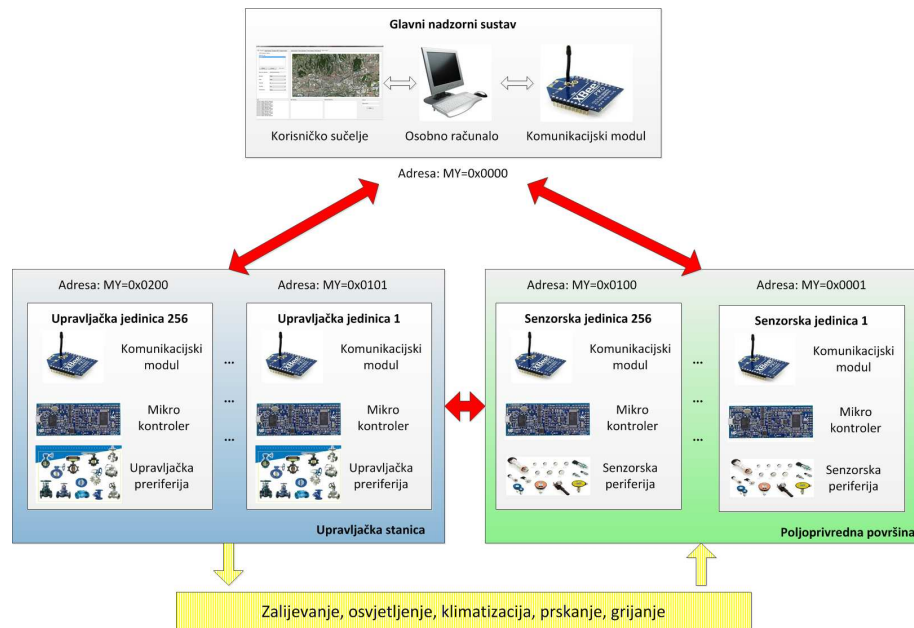 Glavni nadzorni sustav
XBee
PRO
Korisničko sučelje
Osobno računalo
Komunikacijski modul
Adresa: MY=0x0000
Adresa: MY=0x0200
Adresa: MY=0x0101
Upravljačka jedinica 256
Komunikacijski
modul
Mikro
kontroler
Upravljačka
preriferija
...
...
...
Upravljačka jedinica 1
Komunikacijski
modul
Mikro
kontroler
Upravljačka
preriferija
Upravljačka stanica
Adresa: MY=0x0100
Adresa: MY=0x0001
Senzorska jedinica 256
Komunikacijski
modul
Mikro
kontroler
Senzorska
periferija
...
...
...
Senzorska jedinica 1
Komunikacijski
modul
Mikro
kontroler
Senzorska
periferija
Poljoprivredna površina
Zalijevanje, osvjetljenje, klimatizacija, prskanje, grijanje